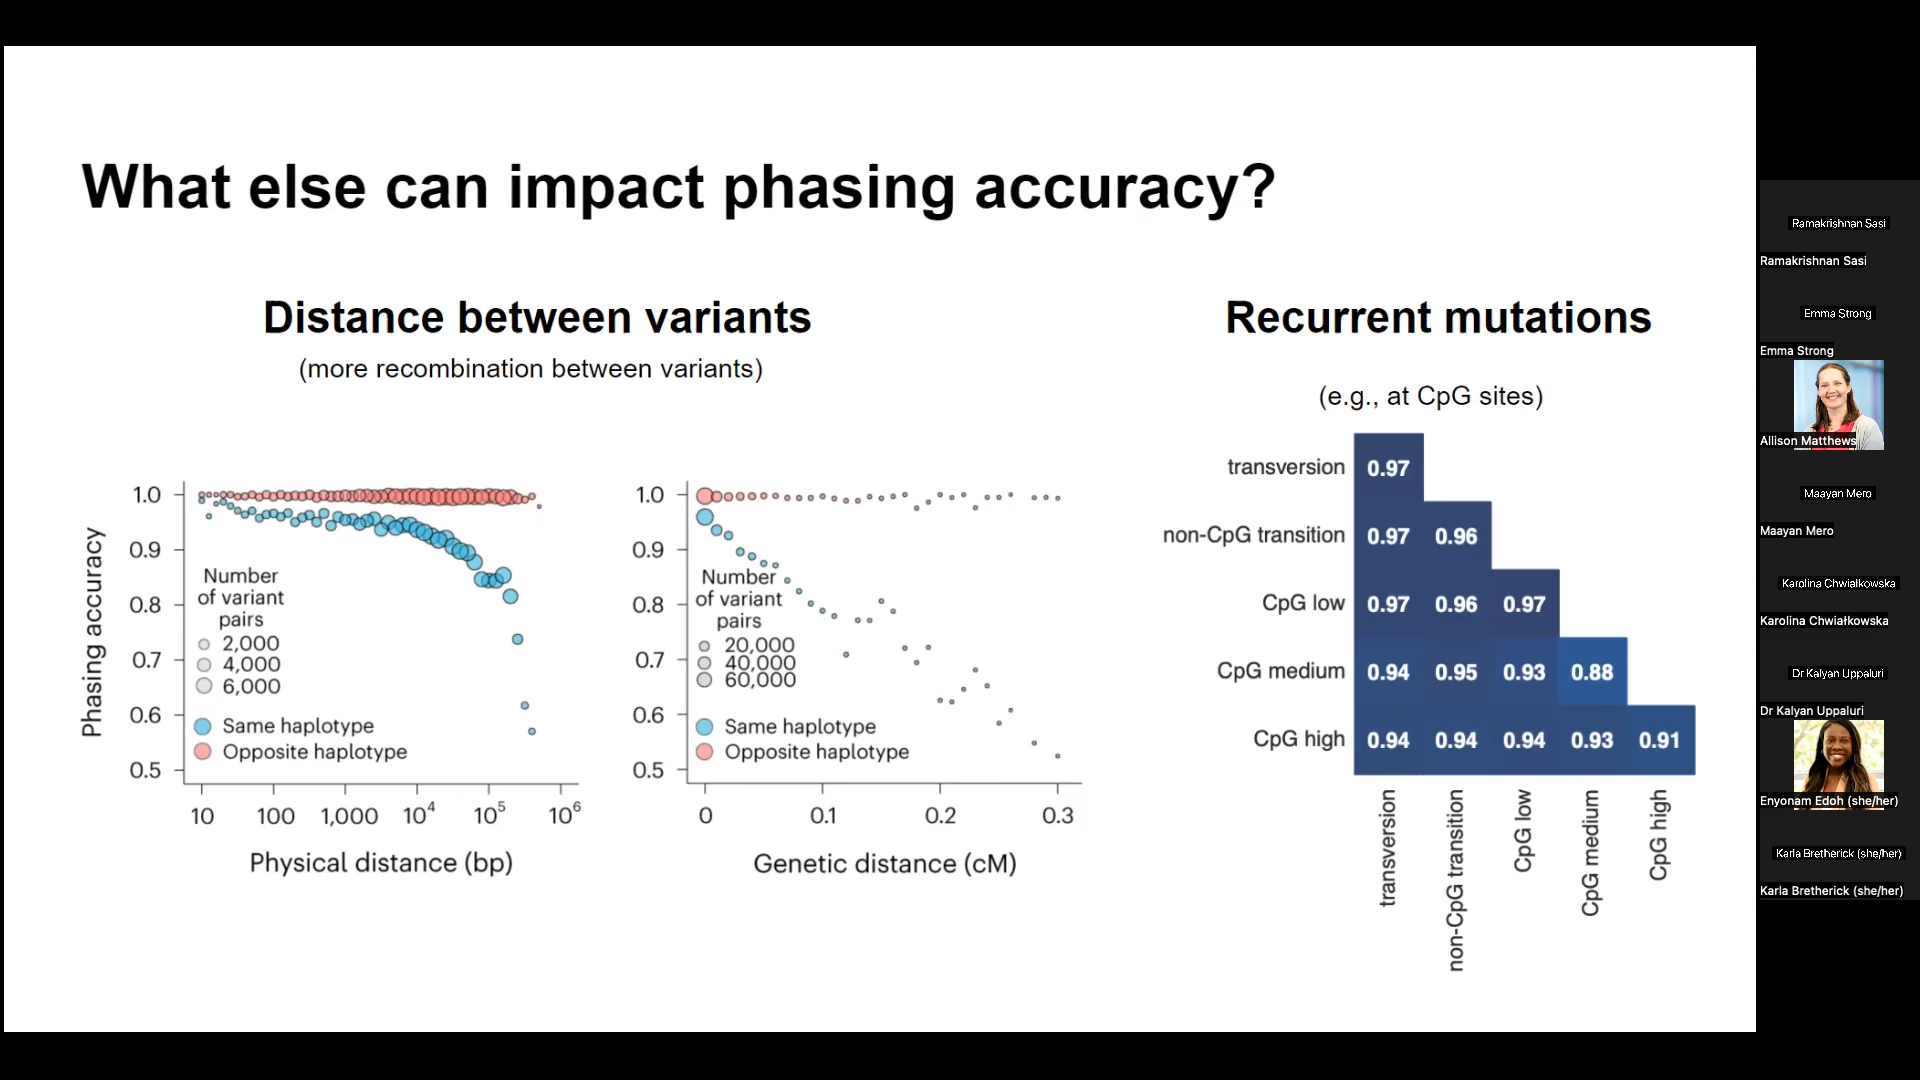 What else can impact phasing accuracy?
Distance between variants
(more recombination between variants)
Phasing accuracy
1.0
0.9
0.8
0.7
0.6
0.5
Number
of variant
pairs
2,000
4,000
6,000
Same haplotype
Opposite haplotype
10
100
1,000
10⁴
10⁵
10⁶
Physical distance (bp)
1.0
0.9
0.8
0.7
0.6
0.5
Number
of variant
pairs
20,000
40,000
60,000
Same haplotype
Opposite haplotype
0
0.1
0.2
0.3
Genetic distance (cM)
Recurrent mutations
(e.g., at CpG sites)
transversion 0.97
non-CpG transition 0.97 0.96
CpG low 0.97 0.96 0.97
CpG medium 0.94 0.95 0.93 0.88
CpG high 0.94 0.94 0.94 0.93 0.91
transversion
non-CpG transition
CpG low
CpG medium
CpG high
Ramakrishnan Sasi
Ramakrishnan Sasi
Emma Strong
Emma Strong
Allison Matthews
Maayan Mero
Maayan Mero
Karolina Chwiałkowska
Karolina Chwiałkowska
Dr Kalyan Uppaluri
Dr Kalyan Uppaluri
Enyonam Edoh (she/her)
Karla Bretherick (she/her)
Karla Bretherick (she/her)